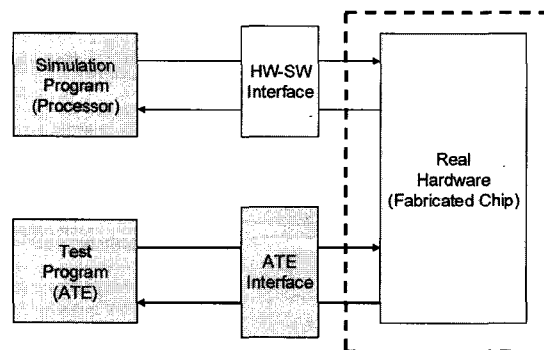 Simulation
Program
(Processor)
HW-SW
Interface
Real
Hardware
(Fabricated Chip)
Test
Program
(ATE)
ATE
Interface